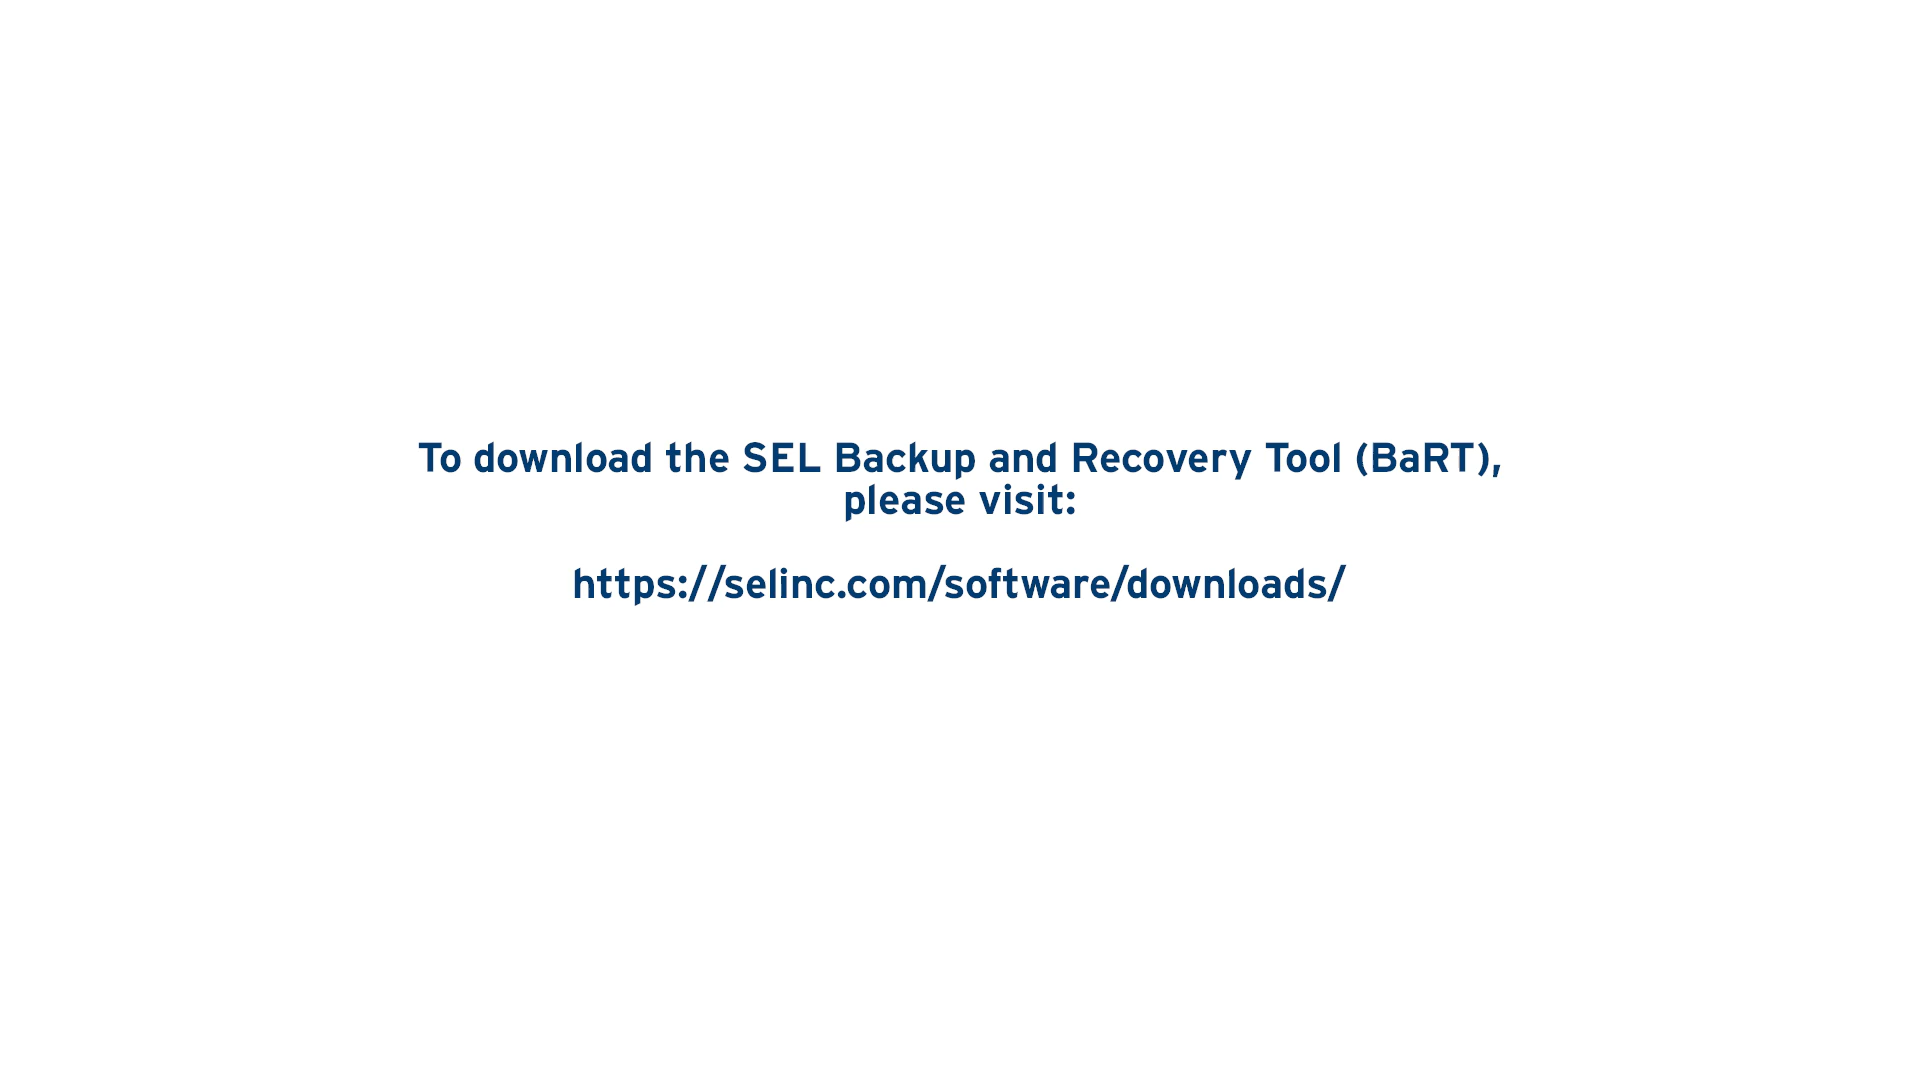 To download the SEL Backup and Recovery Tool (BaRT),
please visit:
https://selinc.com/software/downloads/